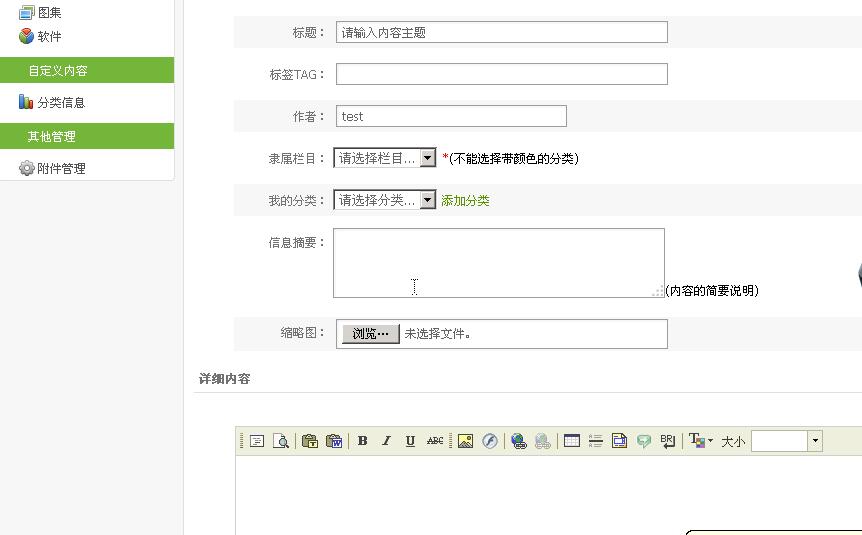 图集
软件
自定义内容
分类信息
其他管理
附件管理
标题： 请输入内容主题
标签TAG：
作者： test
隶属栏目： 请选择栏目... *(不能选择带颜色的分类)
我的分类： 请选择分类... 添加分类
信息摘要： (内容的简要说明)
缩略图： 浏览… 未选择文件。
详细内容
B I U ABC BR T 大小